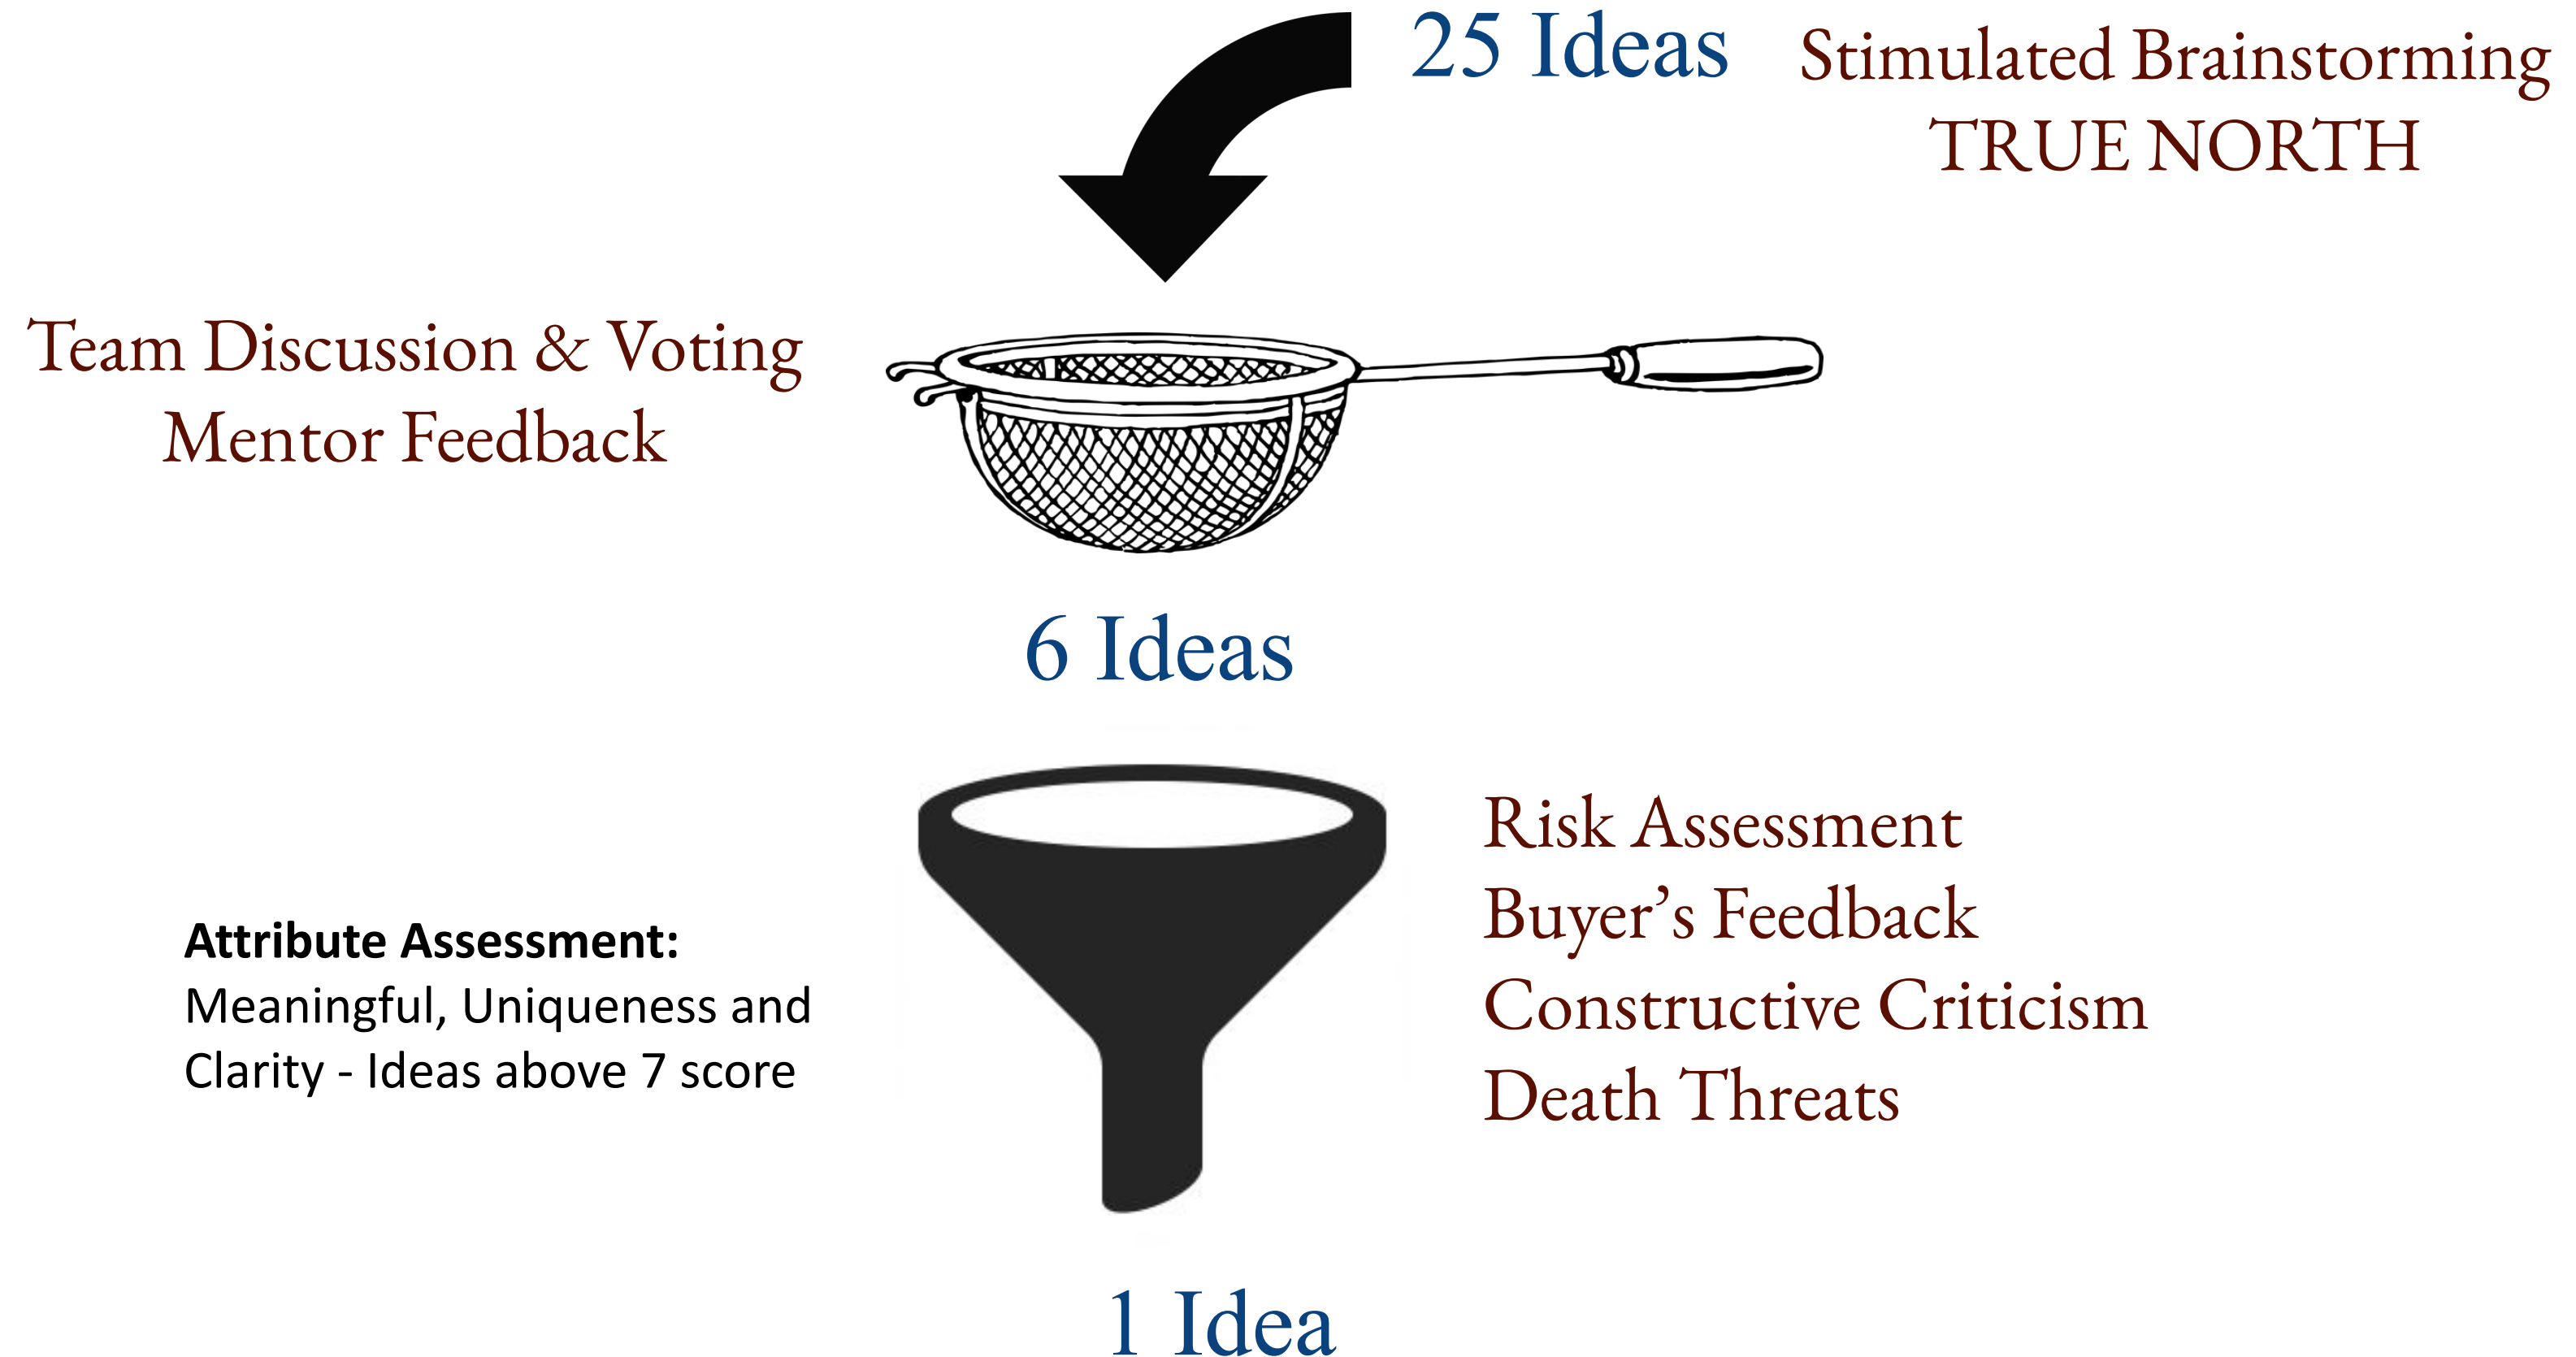 25 Ideas
Stimulated Brainstorming
TRUE NORTH
Team Discussion & Voting
Mentor Feedback
6 Ideas
Risk Assessment
Buyer’s Feedback
Constructive Criticism
Death Threats
Attribute Assessment:
Meaningful, Uniqueness and
Clarity - Ideas above 7 score
1 Idea